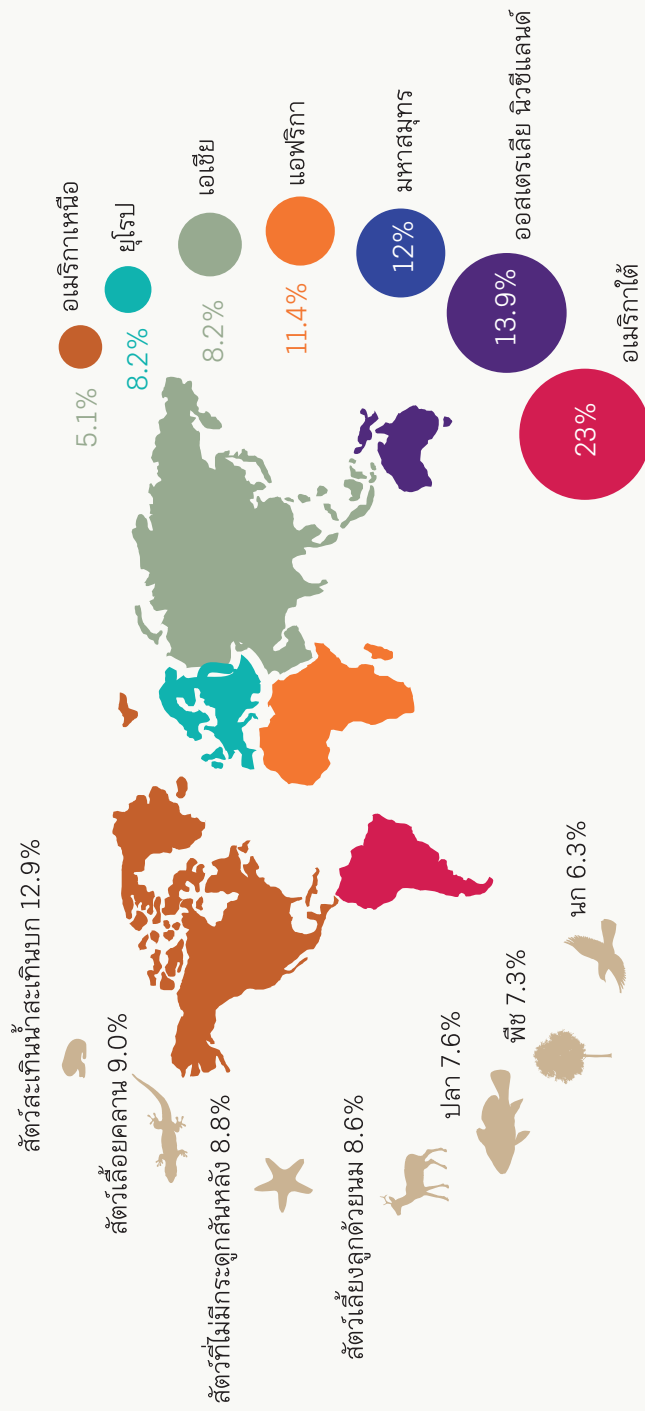 สัตว์สะเทินน้ำสะเทินบก 12.9%
สัตว์เลื้อยคลาน 9.0%
สัตว์ที่ไม่มีกระดูกสันหลัง 8.8%
สัตว์เลี้ยงลูกด้วยนม 8.6%
ปลา 7.6%
พืช 7.3%
นก 6.3%
5.1% อเมริกาเหนือ
8.2% ยุโรป
8.2% เอเชีย
11.4% แอฟริกา
12% มหาสมุทร
13.9% ออสเตรเลีย นิวซีแลนด์
23% อเมริกาใต้